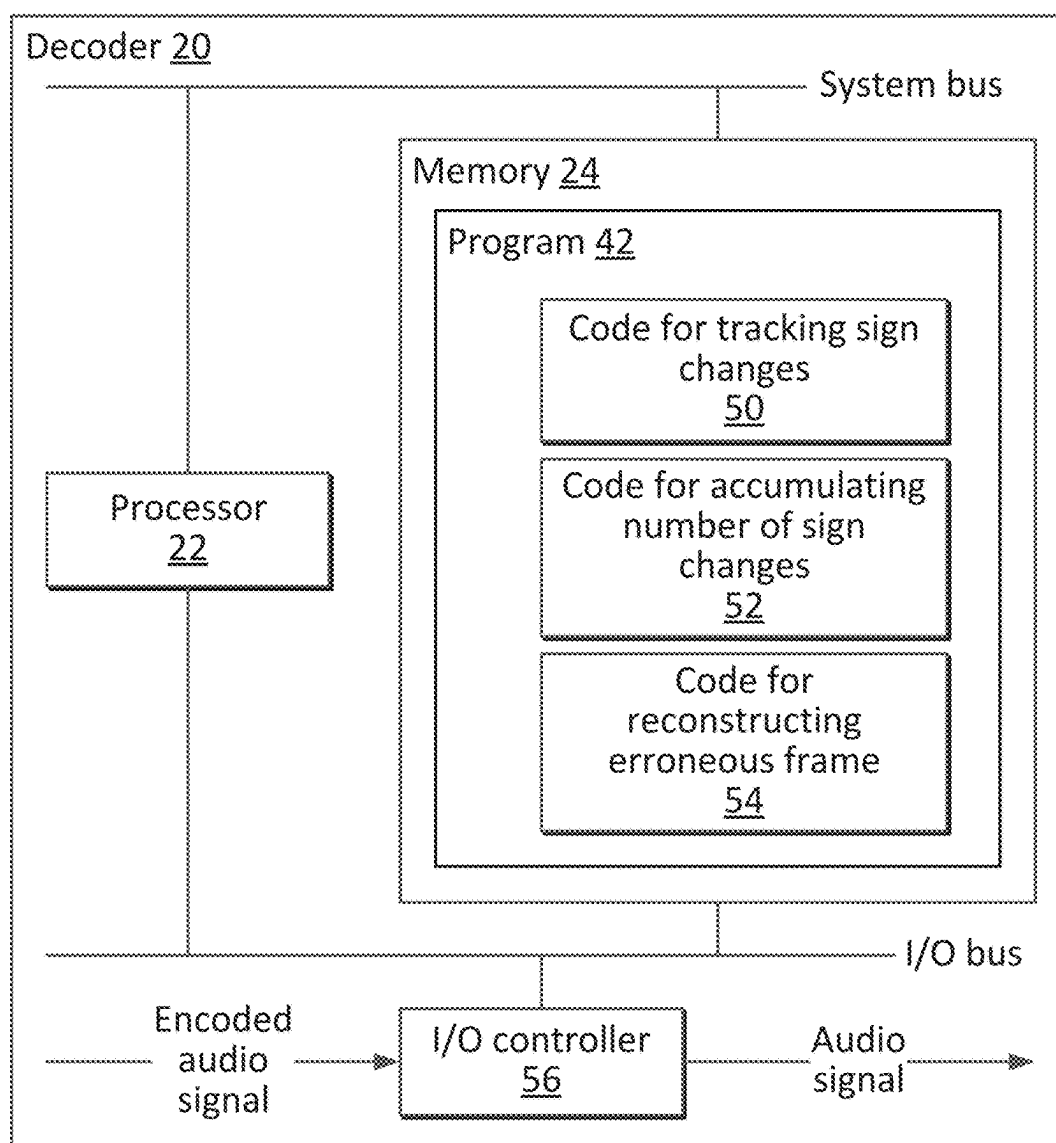 Decoder 20
System bus
Memory 24
Program 42
Code for tracking sign
changes
50
Processor
22
Code for accumulating
number of sign
changes
52
Code for
reconstructing
erroneous frame
54
I/O bus
Encoded
audio
signal
I/O controller
56
Audio
signal